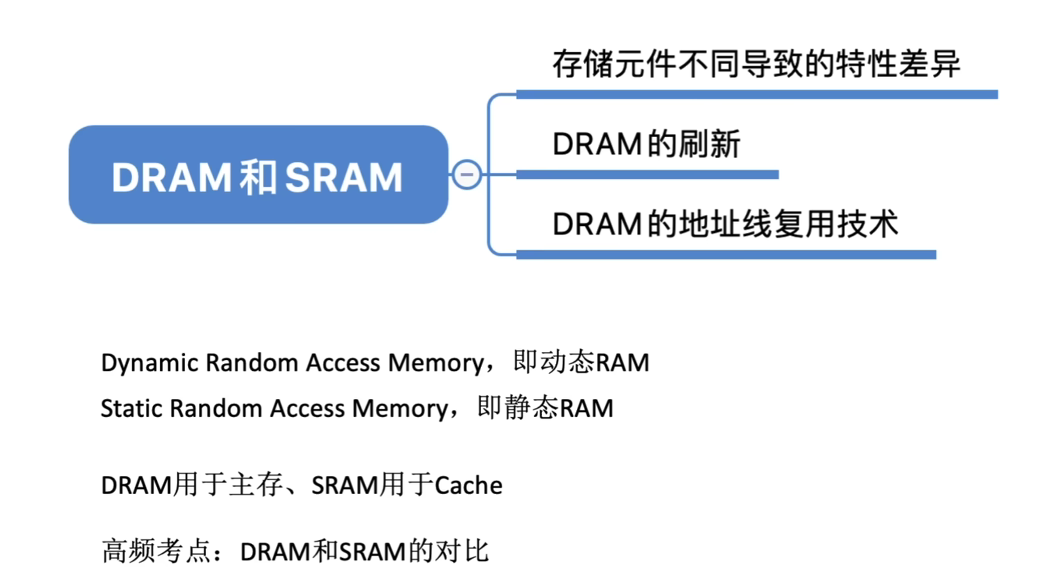 存储元件不同导致的特性差异
DRAM和SRAM
DRAM的刷新
DRAM的地址线复用技术
Dynamic Random Access Memory，即动态RAM
Static Random Access Memory，即静态RAM
DRAM用于主存、SRAM用于Cache
高频考点：DRAM和SRAM的对比